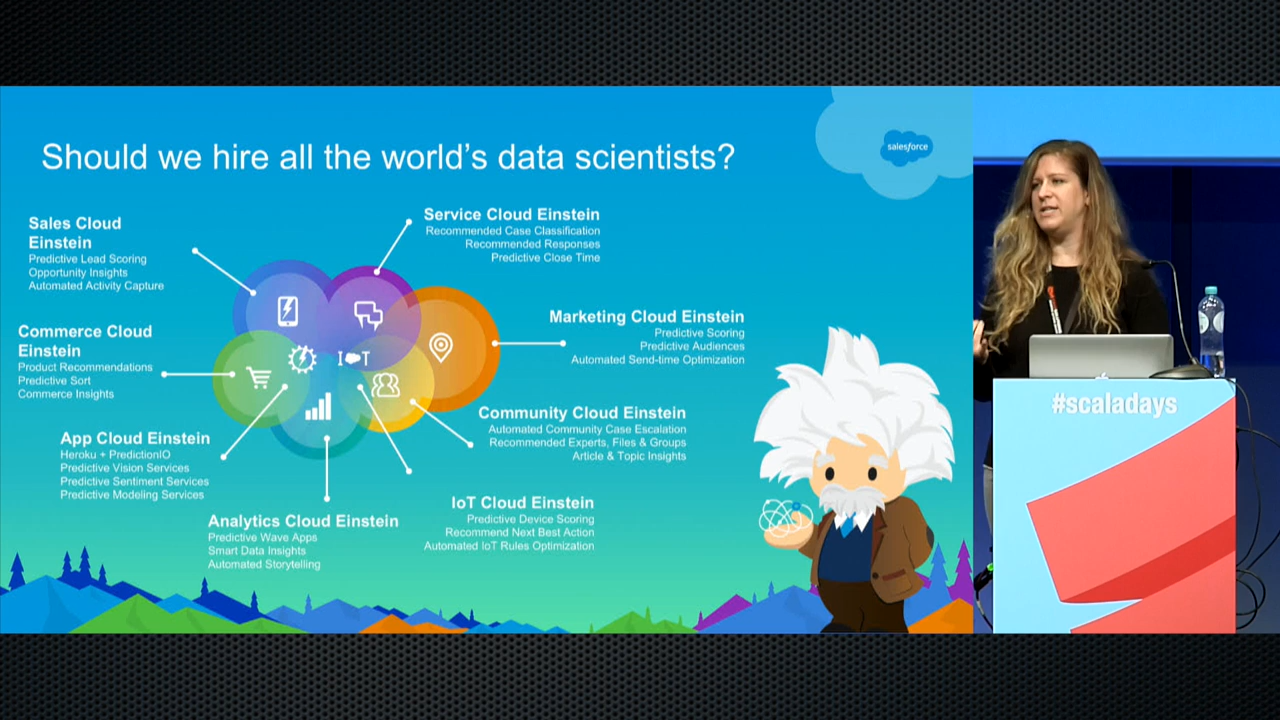 Should we hire all the world's data scientists?
salesforce
Sales Cloud
Einstein
Predictive Lead Scoring
Opportunity Insights
Automated Activity Capture
Service Cloud Einstein
Recommended Case Classification
Recommended Responses
Predictive Close Time
Commerce Cloud
Einstein
Product Recommendations
Predictive Sort
Commerce Insights
Marketing Cloud Einstein
Predictive Scoring
Predictive Audiences
Automated Send-time Optimization
IoT
App Cloud Einstein
Heroku + PredictionIO
Predictive Vision Services
Predictive Sentiment Services
Predictive Modeling Services
Community Cloud Einstein
Automated Community Case Escalation
Recommended Experts, Files & Groups
Article & Topic Insights
Analytics Cloud Einstein
Predictive Wave Apps
Smart Data Insights
Automated Storytelling
IoT Cloud Einstein
Predictive Device Scoring
Recommend Next Best Action
Automated IoT Rules Optimization
#scaladays